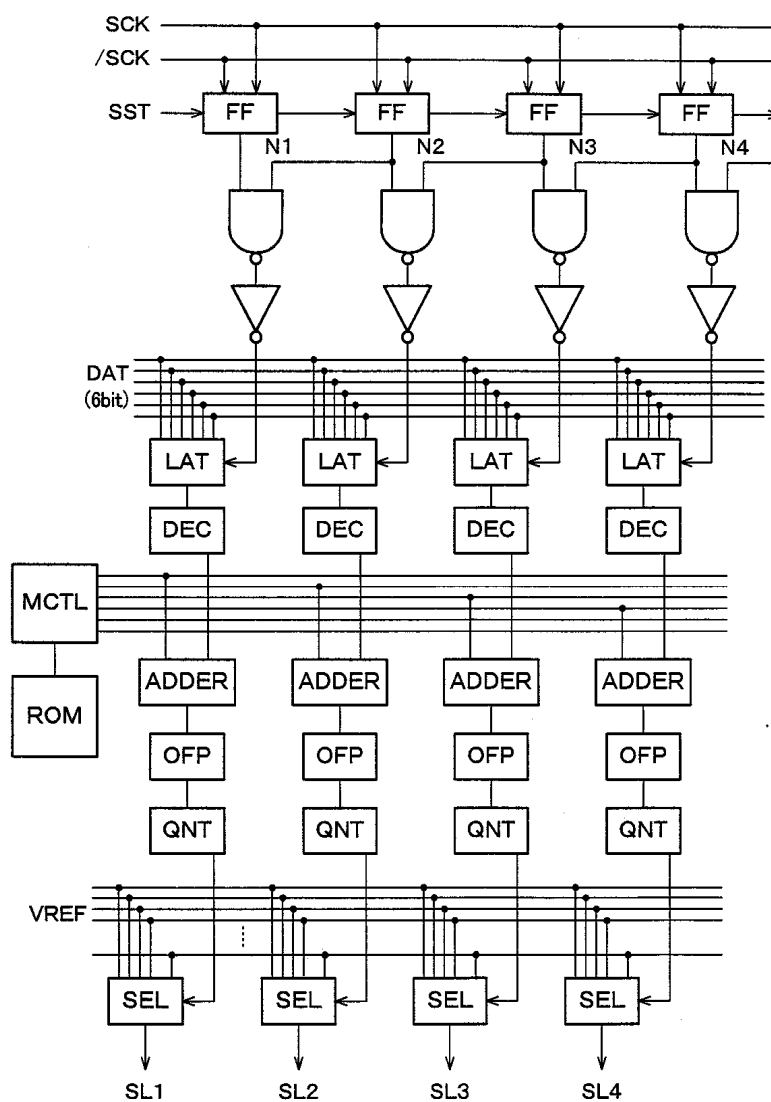 SCK
/SCK
SST FF FF FF FF
N1 N2 N3 N4
DAT
(6bit)
LAT LAT LAT LAT
DEC DEC DEC DEC
MCTL
ADDER ADDER ADDER ADDER
ROM
OFP OFP OFP OFP
QNT QNT QNT QNT
VREF
SEL SEL SEL SEL
SL1 SL2 SL3 SL4